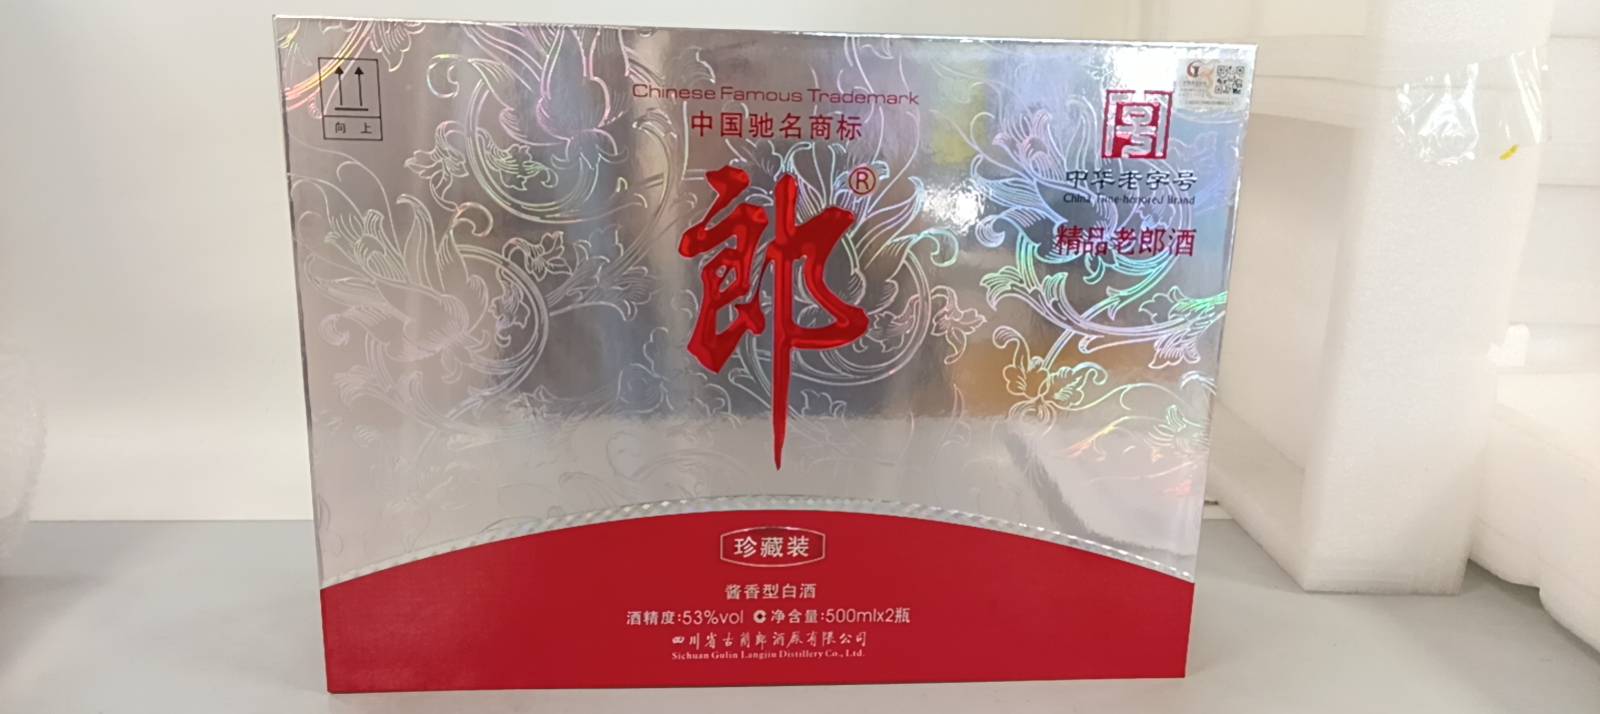 向 上
Chinese Famous Trademark
中国驰名商标
郎®
中华老字号
China Time-honored Brand
精品老郎酒
珍藏装
酱香型白酒
酒精度:53%vol C净含量:500mlx2瓶
四川省古蔺郎酒厂有限公司
Sichuan Gulin Langjiu Distillery Co., Ltd.